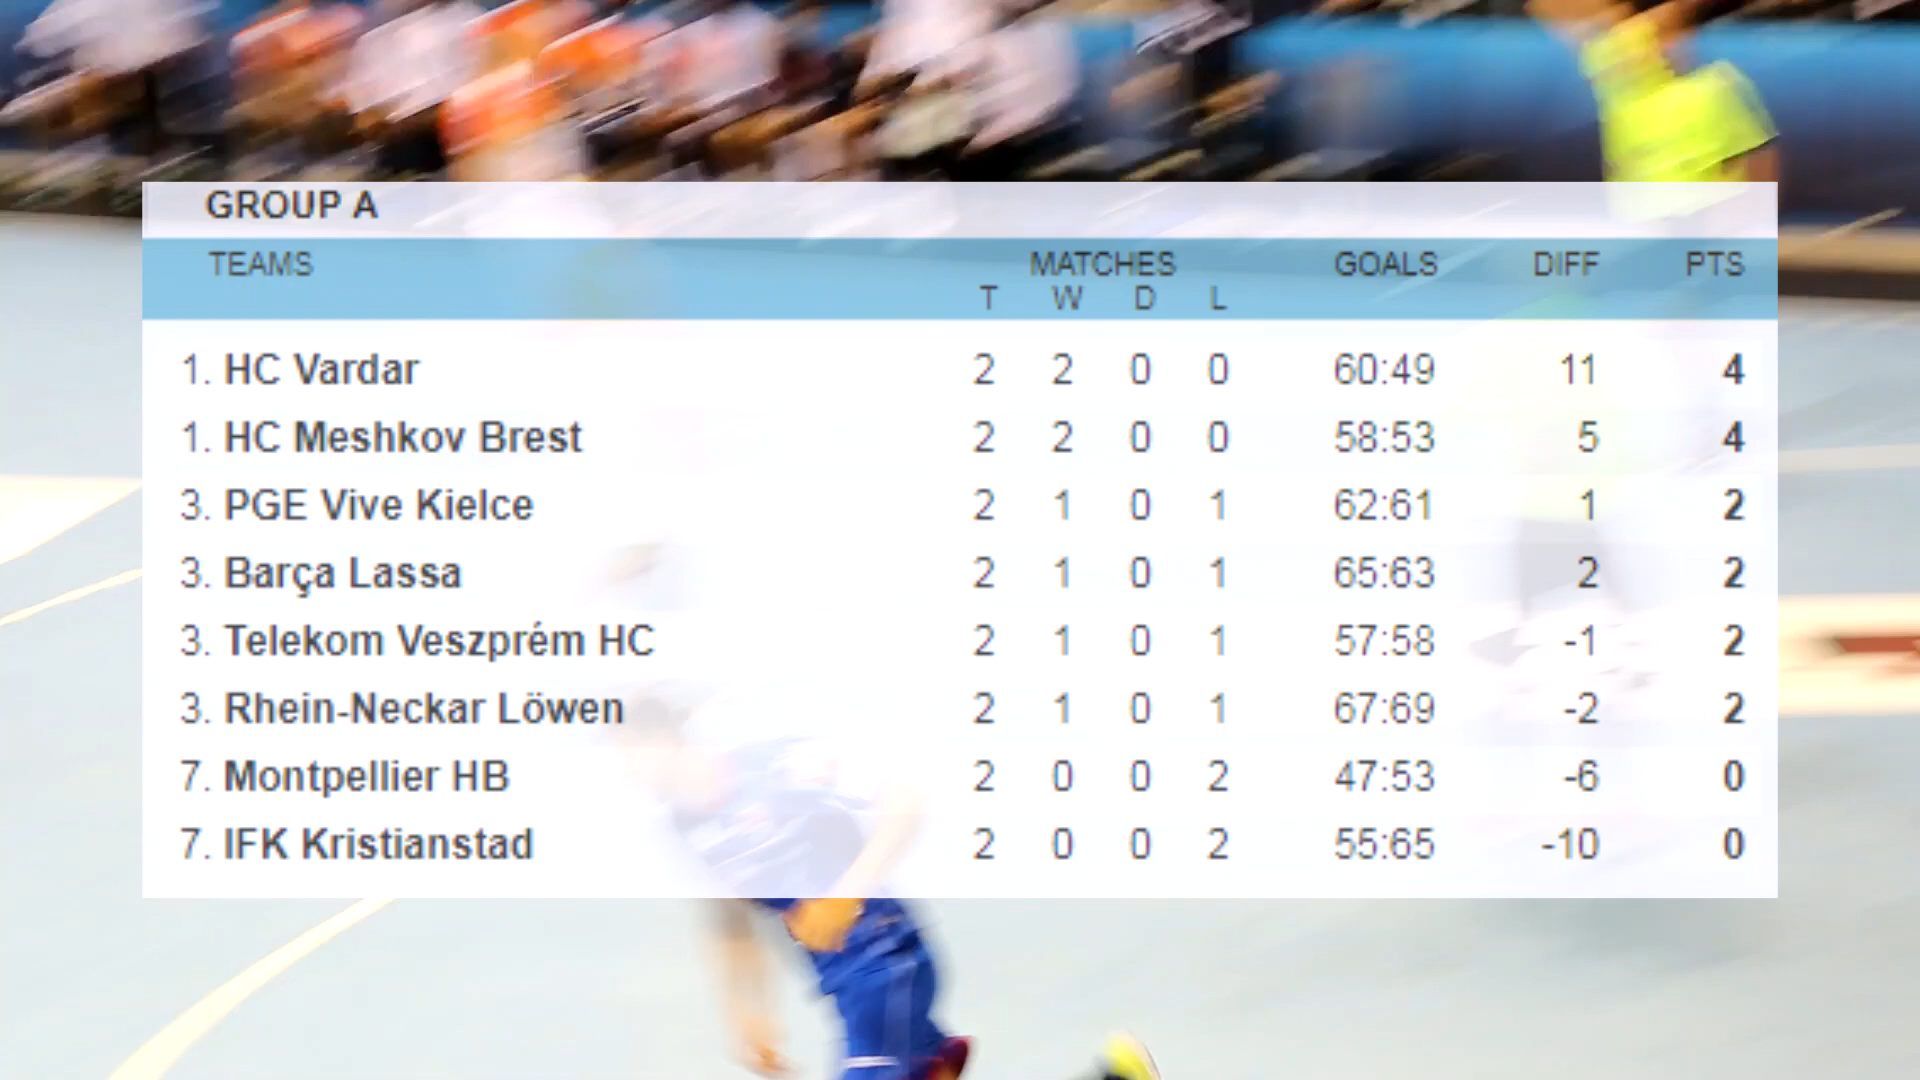 GROUP A
TEAMS MATCHES GOALS DIFF PTS
T W D L
1. HC Vardar 2 2 0 0 60:49 11 4
1. HC Meshkov Brest 2 2 0 0 58:53 5 4
3. PGE Vive Kielce 2 1 0 1 62:61 1 2
3. Barça Lassa 2 1 0 1 65:63 2 2
3. Telekom Veszprém HC 2 1 0 1 57:58 -1 2
3. Rhein-Neckar Löwen 2 1 0 1 67:69 -2 2
7. Montpellier HB 2 0 0 2 47:53 -6 0
7. IFK Kristianstad 2 0 0 2 55:65 -10 0